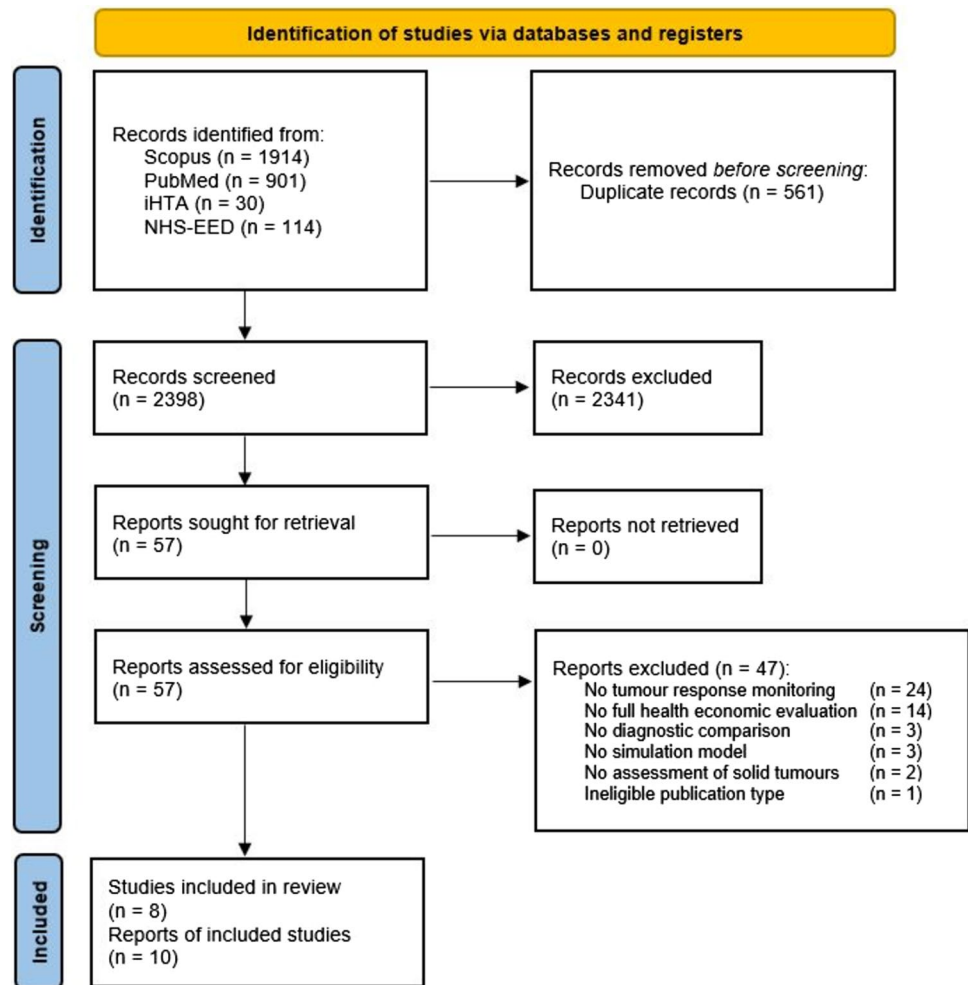 Identification of studies via databases and registers
Identification
Records identified from:
Scopus (n = 1914)
PubMed (n = 901)
iHTA (n = 30)
NHS-EED (n = 114)
Records removed before screening:
Duplicate records (n = 561)
Screening
Records screened
(n = 2398)
Records excluded
(n = 2341)
Reports sought for retrieval
(n = 57)
Reports not retrieved
(n = 0)
Reports assessed for eligibility
(n = 57)
Reports excluded (n = 47):
No tumour response monitoring (n = 24)
No full health economic evaluation (n = 14)
No diagnostic comparison (n = 3)
No simulation model (n = 3)
No assessment of solid tumours (n = 2)
Ineligible publication type (n = 1)
Included
Studies included in review
(n = 8)
Reports of included studies
(n = 10)